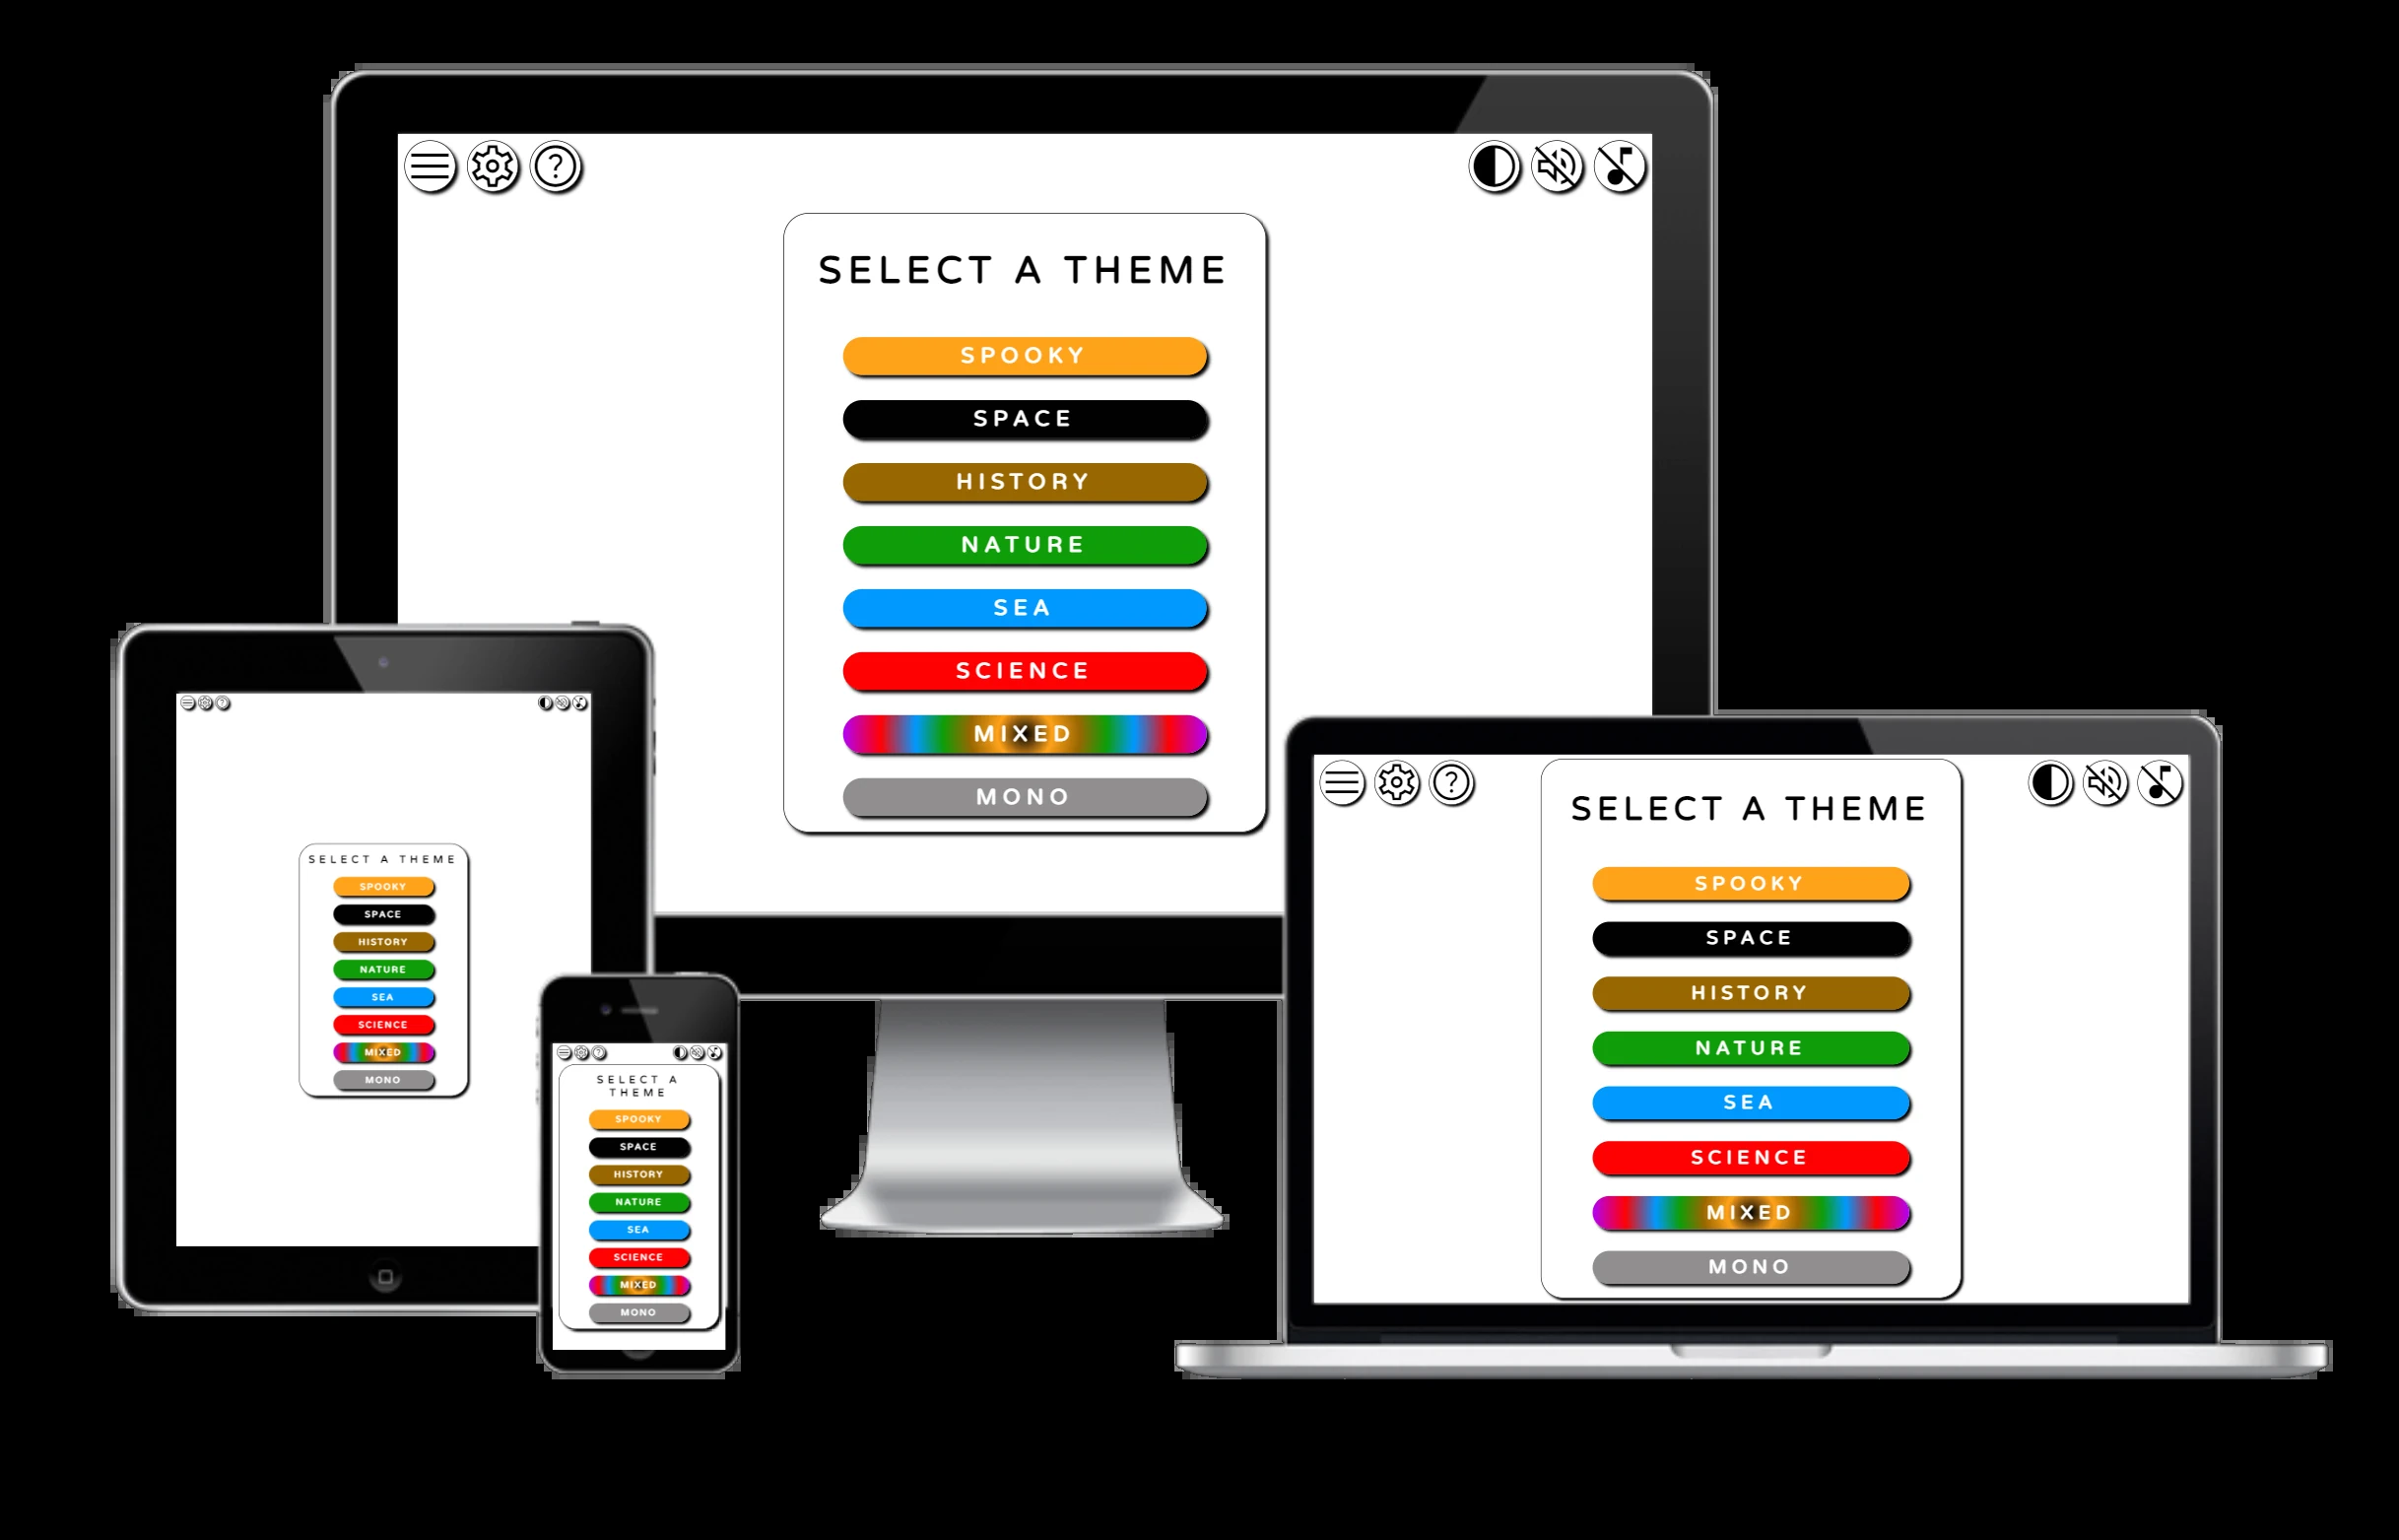 ?
SELECT A THEME
SPOOKY
SPACE
HISTORY
NATURE
SEA
SCIENCE
MIXED
MONO
?
SELECT A THEME
SPOOKY
SPACE
HISTORY
NATURE
SEA
SCIENCE
MIXED
MONO
?
SELECT A
THEME
SPOOKY
SPACE
HISTORY
NATURE
SEA
SCIENCE
MIXED
MONO
?
SELECT A THEME
SPOOKY
SPACE
HISTORY
NATURE
SEA
SCIENCE
MIXED
MONO